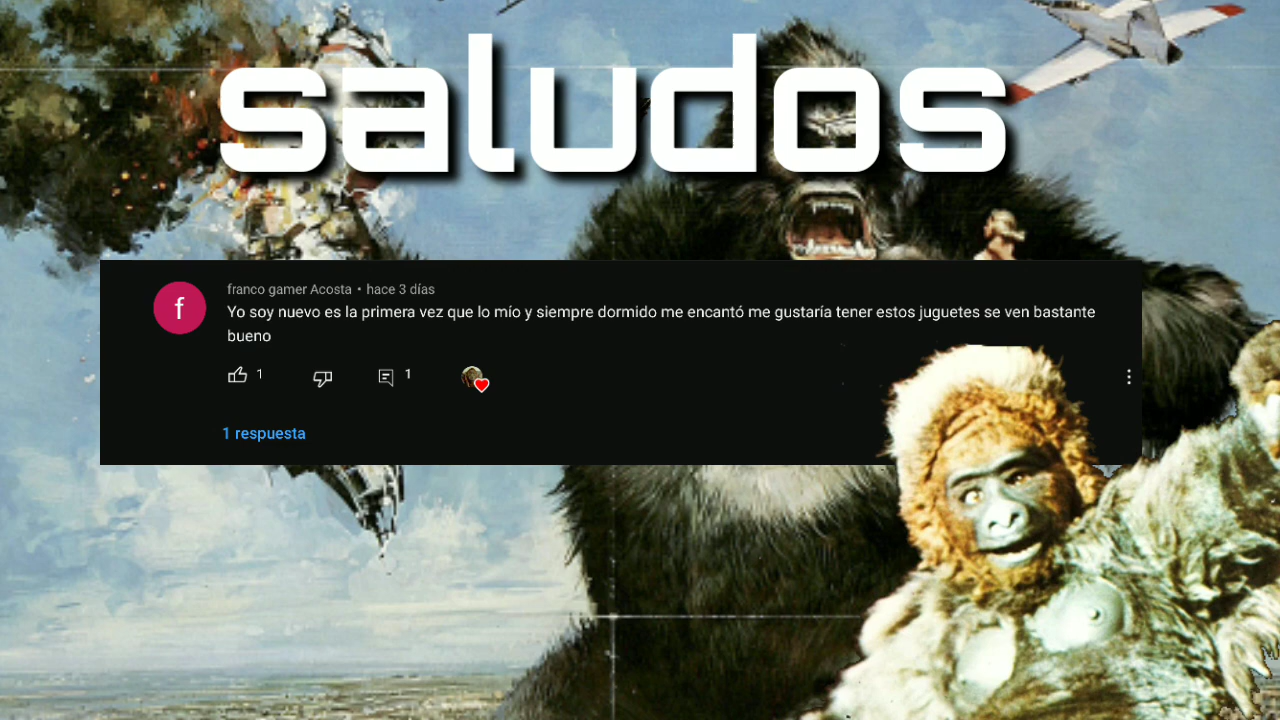 saludos
franco gamer Acosta • hace 3 días
Yo soy nuevo es la primera vez que lo mío y siempre dormido me encantó me gustaría tener estos juguetes se ven bastante
bueno
1 1
1 respuesta